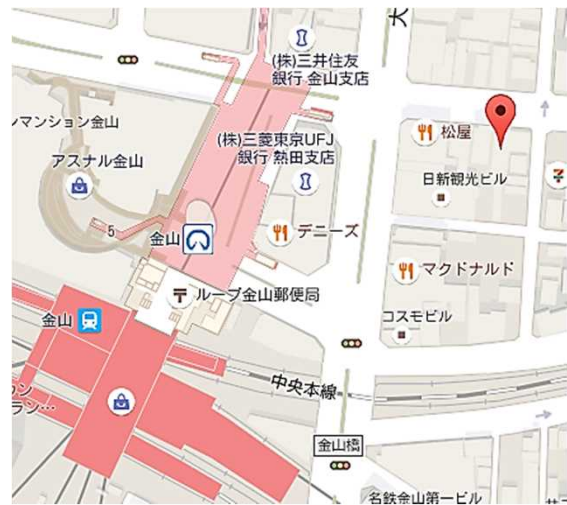 大
(株)三井住友
銀行 金山支店
ンマンション金山
松屋
(株)三菱東京UFJ
銀行 熱田支店
アスナル金山
日新観光ビル
5
金山
デニーズ
マクドナルド
ループ金山郵便局
コスモビル
金山
中央本線
ラン…
金山橋
名鉄金山第一ビル